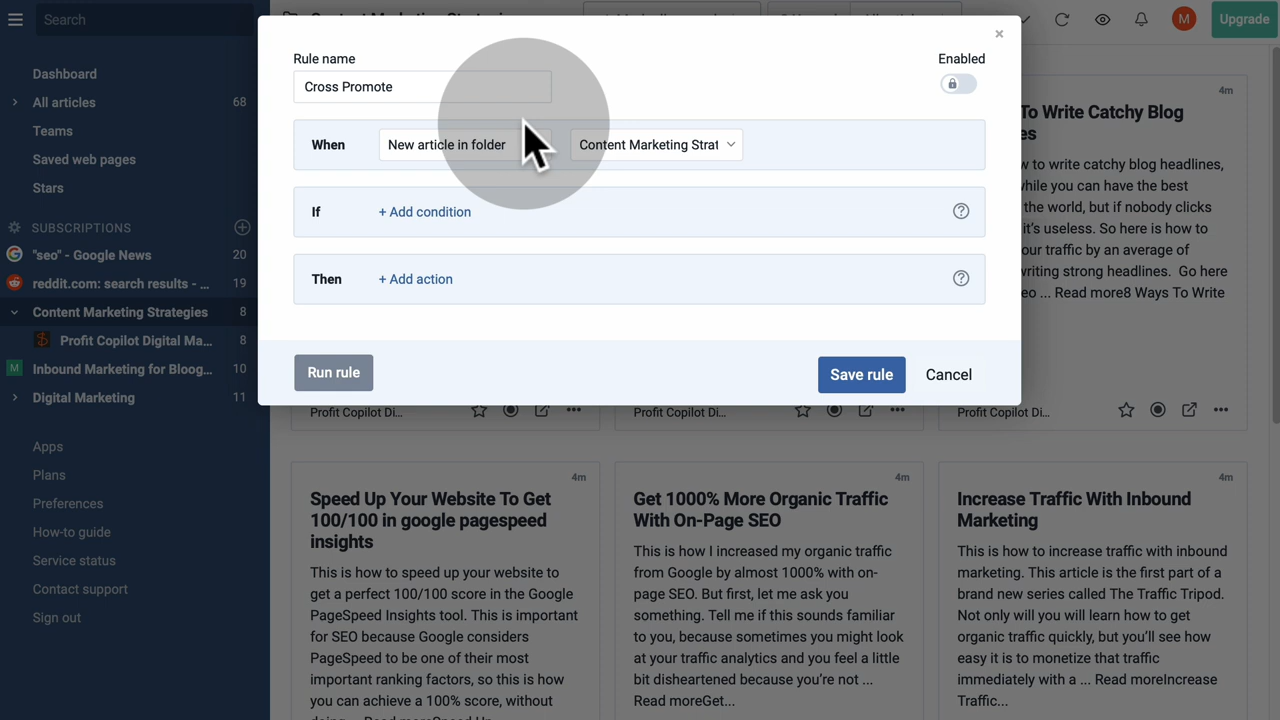 Search
M
Upgrade
Dashboard
All articles 68
Teams
Saved web pages
Stars
SUBSCRIPTIONS
"seo" - Google News 20
reddit.com: search results - ... 19
Content Marketing Strategies 8
Profit Copilot Digital Ma... 8
M Inbound Marketing for Bloog... 10
Digital Marketing 11
Apps
Plans
Preferences
How-to guide
Service status
Contact support
Sign out
Rule name
Enabled
Cross Promote
When New article in folder Content Marketing Strat
If + Add condition ?
Then + Add action ?
Run rule Save rule Cancel
4m
To Write Catchy Blog
es
w to write catchy blog headlines,
while you can have the best
the world, but if nobody clicks
it's useless. So here is how to
our traffic by an average of
writing strong headlines. Go here
eo ... Read more8 Ways To Write
Profit Copilot Di...
Profit Copilot Di...
Profit Copilot Di...
4m
Speed Up Your Website To Get
100/100 in google pagespeed
insights
This is how to speed up your website to
get a perfect 100/100 score in the Google
PageSpeed Insights tool. This is important
for SEO because Google considers
PageSpeed to be one of their most
important ranking factors, so this is how
you can achieve a 100% score, without
4m
Get 1000% More Organic Traffic
With On-Page SEO
This is how I increased my organic traffic
from Google by almost 1000% with on-
page SEO. But first, let me ask you
something. Tell me if this sounds familiar
to you, because sometimes you might look
at your traffic analytics and you feel a little
bit disheartened because you're not ...
Read moreGet...
4m
Increase Traffic With Inbound
Marketing
This is how to increase traffic with inbound
marketing. This article is the first part of a
brand new series called The Traffic Tripod.
Not only will you will learn how to get
organic traffic quickly, but you'll see how
easy it is to monetize that traffic
immediately with a ... Read moreIncrease
Traffic...